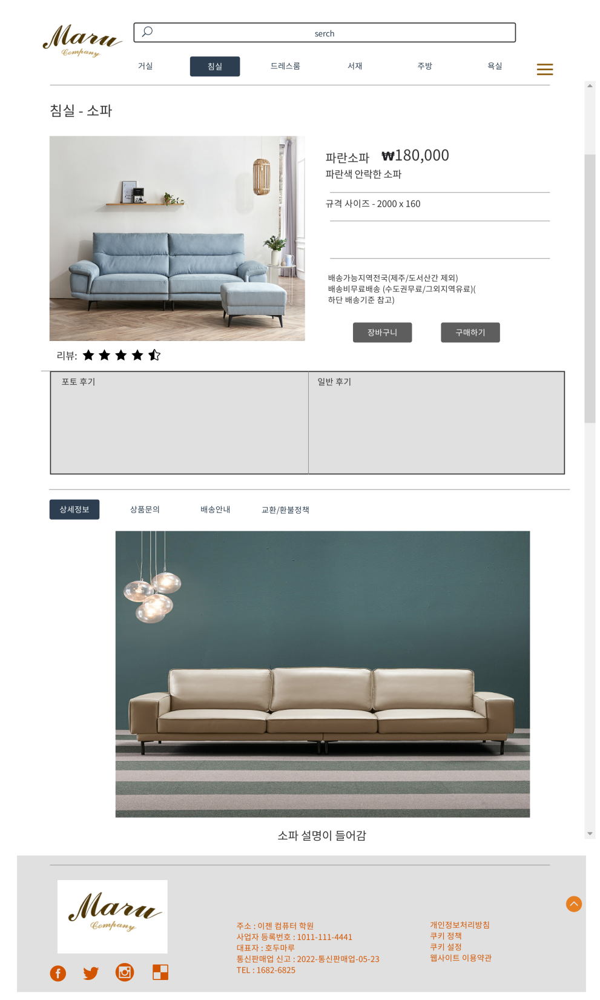 Maru
Company
serch
거실 침실 드레스룸 서재 주방 욕실
침실 - 소파
파란소파 ₩180,000
파란색 안락한 소파
규격 사이즈 - 2000 x 160
배송가능지역전국(제주/도서산간 제외)
배송비무료배송 (수도권무료/그외지역유료)(
하단 배송기준 참고)
장바구니 구매하기
리뷰:
포토 후기 일반 후기
상세정보 상품문의 배송안내 교환/환불정책
소파 설명이 들어감
Maru
Company
주소 : 이젠 컴퓨터 학원
사업자 등록번호 : 1011-111-4441
대표자 : 호두마루
통신판매업 신고 : 2022-통신판매업-05-23
TEL : 1682-6825
개인정보처리방침
쿠키 정책
쿠키 설정
웹사이트 이용약관